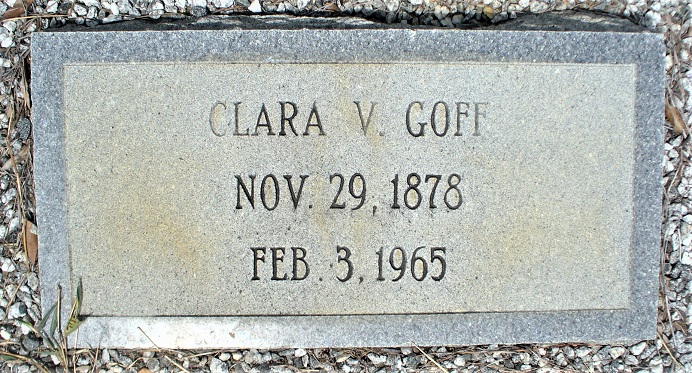 CLARA V. GOFF
NOV. 29, 1878
FEB. 3, 1965